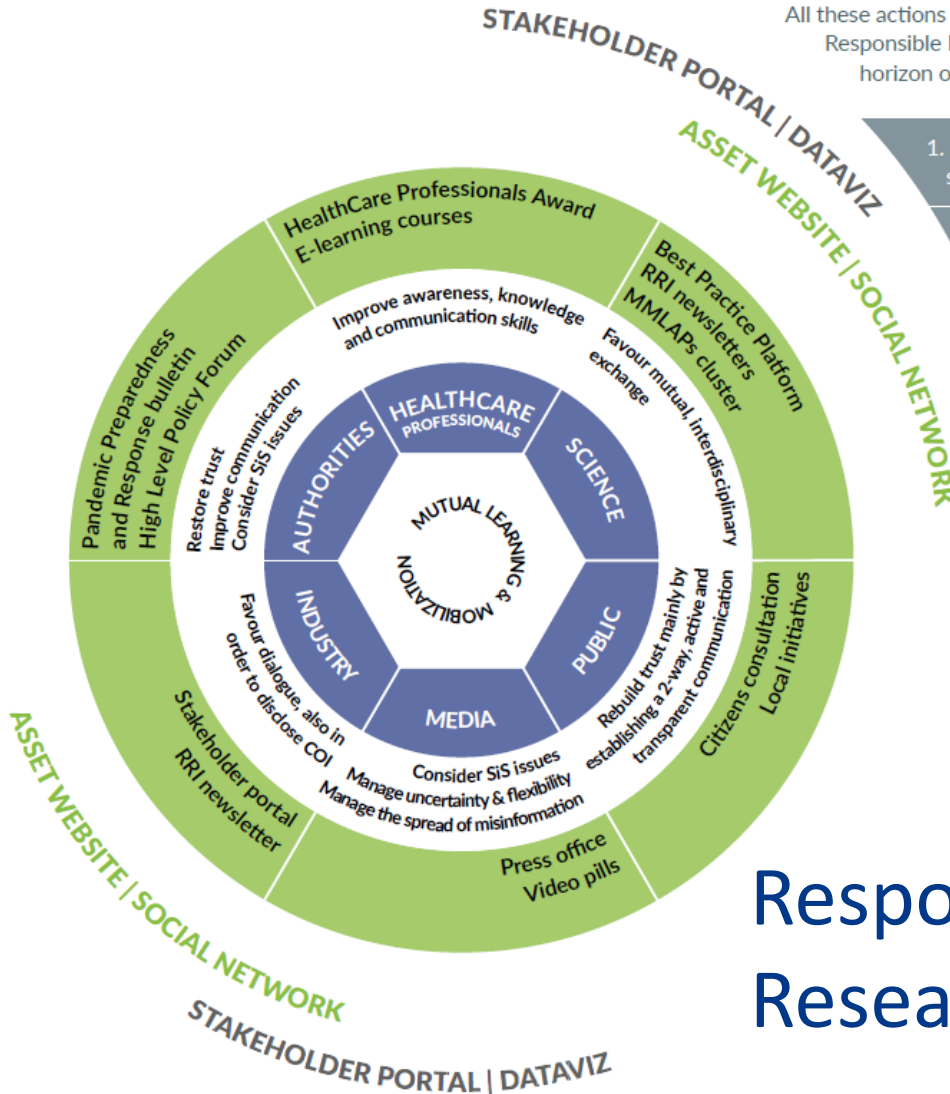 All these actions
Responsible
horizon
1.
STAKEHOLDER PORTAL | DATAVIZ
ASSET WEBSITE | SOCIAL NETWORK
HealthCare Professionals Award
E-learning courses
Best Practice Platform
RRI newsletters
MMLAPs cluster
Citizens consultation
Local initiatives
Press office
Video pills
Stakeholder portal
RRI newsletter
Pandemic Preparedness
and Response bulletin
High Level Policy Forum
Improve awareness, knowledge
and communication skills
Favour mutual, interdisciplinary
exchange
Rebuild trust mainly by
establishing a 2-way, active and
transparent communication
Consider SiS issues
Manage uncertainty & flexibility
Manage the spread of misinformation
Favour dialogue, also in
order to disclose COI
Restore trust
Improve communication
Consider SiS issues
HEALTHCARE
PROFESSIONALS
SCIENCE
PUBLIC
MEDIA
INDUSTRY
AUTHORITIES
MUTUAL LEARNING & MOBILIZATION
ASSET WEBSITE | SOCIAL NETWORK
STAKEHOLDER PORTAL | DATAVIZ
Respo
Resea